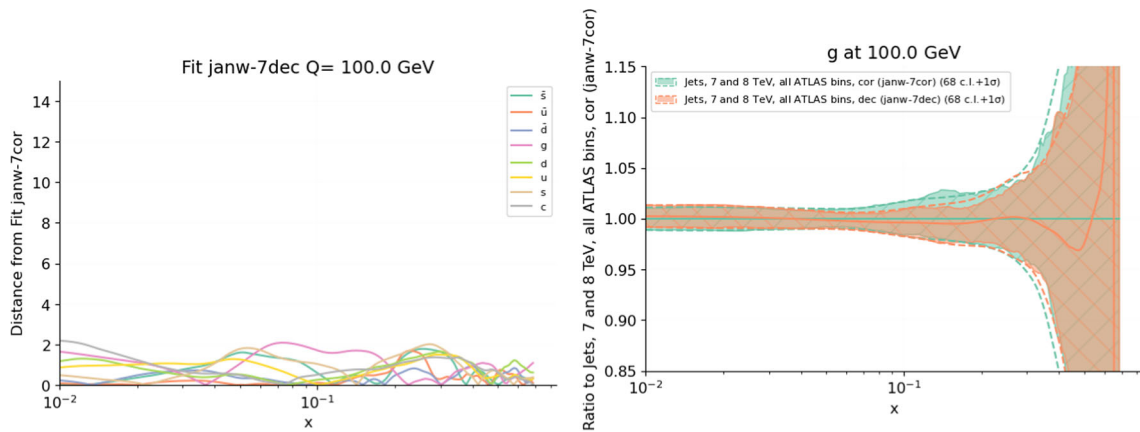 Fit janw-7dec Q= 100.0 GeV
Distance from Fit janw-7cor
14
12
10
8
6
4
2
0
10⁻²
10⁻¹
x
s̄
ū
d̄
g
d
u
s
c
g at 100.0 GeV
Ratio to Jets, 7 and 8 TeV, all ATLAS bins, cor (janw-7cor)
Jets, 7 and 8 TeV, all ATLAS bins, cor (janw-7cor) (68 c.l.+1σ)
Jets, 7 and 8 TeV, all ATLAS bins, dec (janw-7dec) (68 c.l.+1σ)
1.15
1.10
1.05
1.00
0.95
0.90
0.85
10⁻²
10⁻¹
x